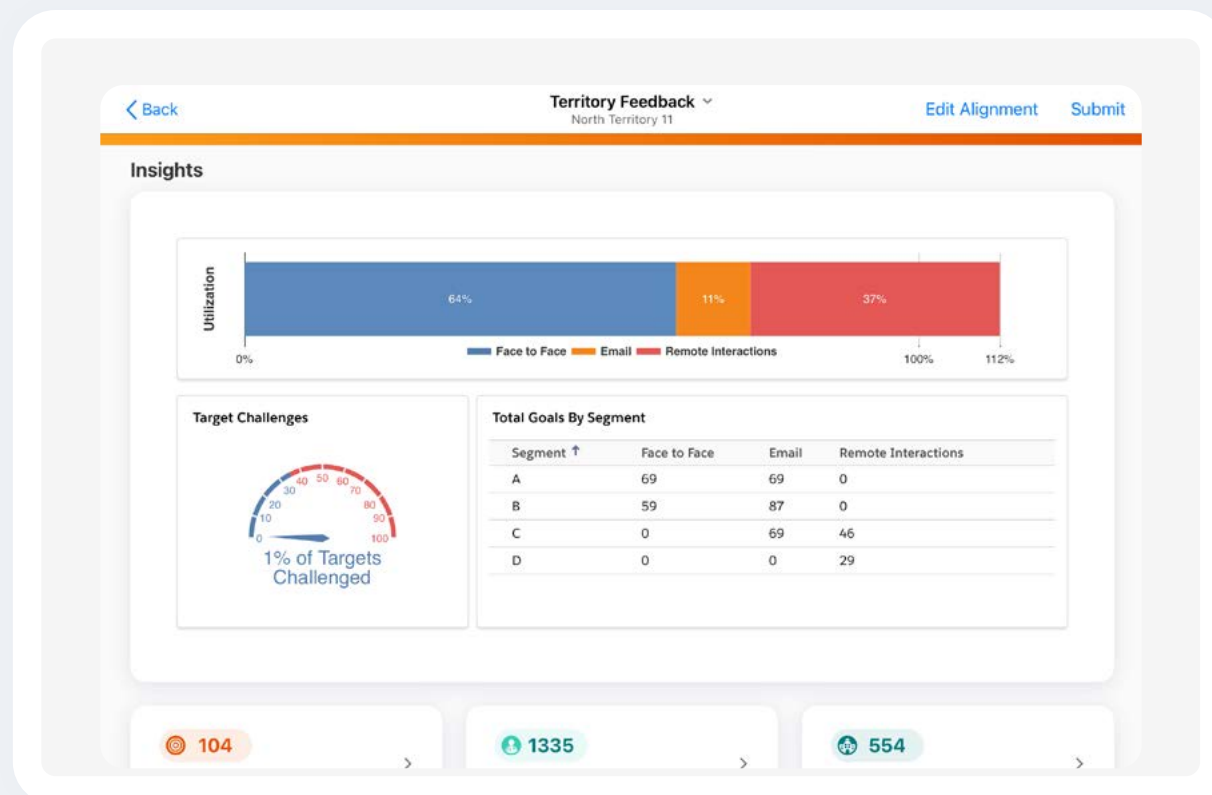 Back
Territory Feedback
North Territory 11
Edit Alignment
Submit
Insights
Utilization
64%
11%
37%
0%
Face to Face
Email
Remote Interactions
100%
112%
Target Challenges
0
10
20
30
40
50
60
70
80
90
100
1% of Targets
Challenged
Total Goals By Segment
Segment ↑ Face to Face Email Remote Interactions
A 69 69 0
B 59 87 0
C 0 69 46
D 0 0 29
104
1335
554